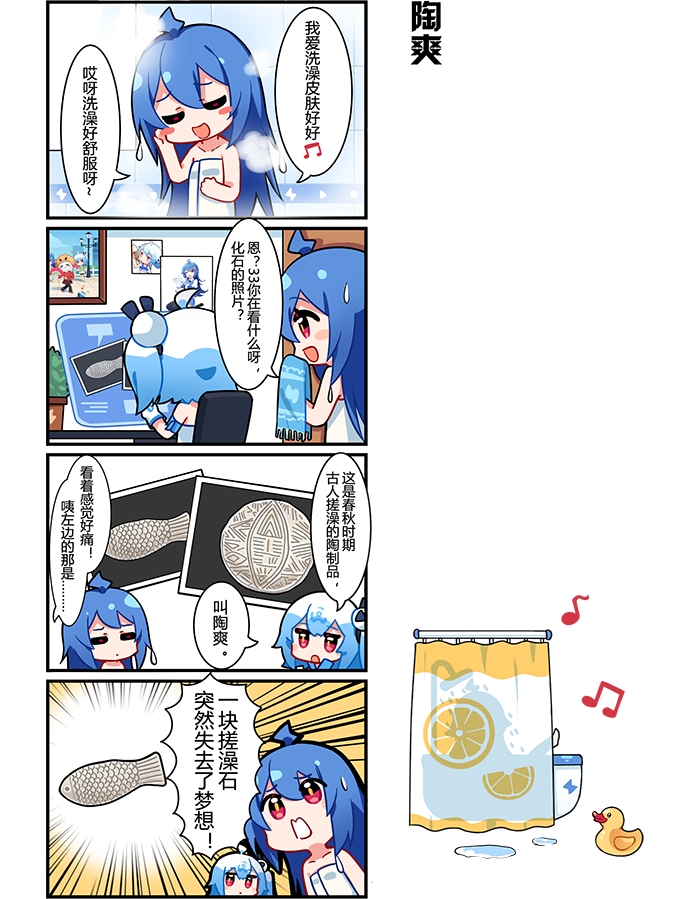 陶爽
我爱洗澡皮肤好好
哎呀洗澡好舒服呀~
恩？33你在看什么呀，
化石的照片？
这是春秋时期
古人搓澡的陶制品，
叫陶爽。
看着感觉好痛！
咦左边的那是……
一块搓澡石
突然失去了梦想！